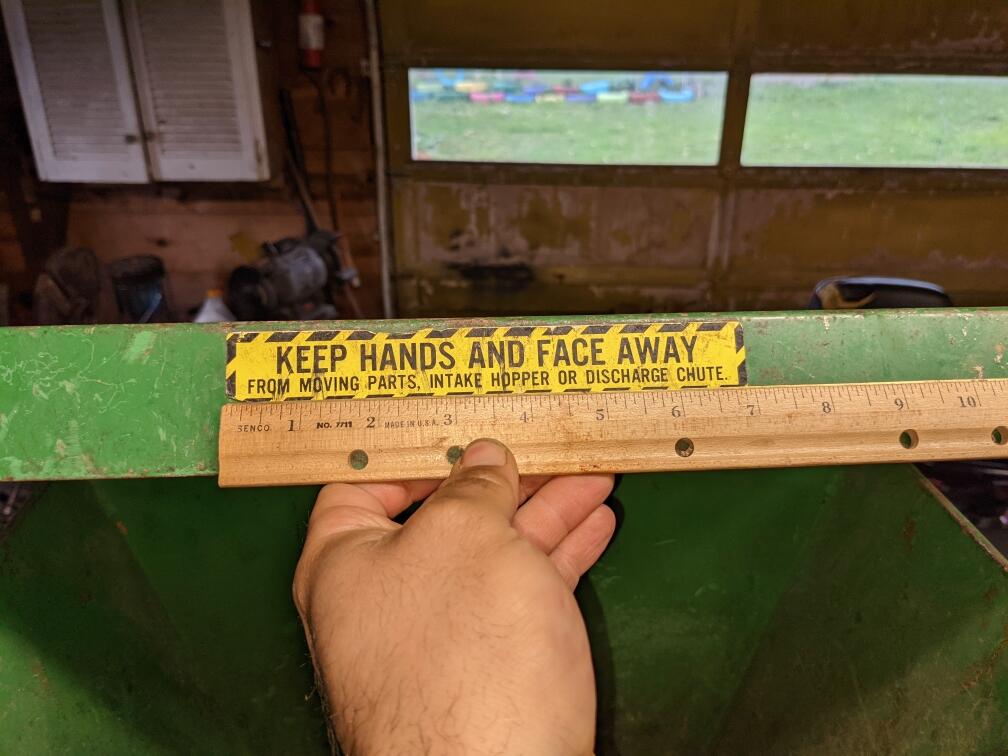 KEEP HANDS AND FACE AWAY
FROM MOVING PARTS, INTAKE HOPPER OR DISCHARGE CHUTE.
SENCO 1 NO. 7711 2 MADE IN U.S.A. 3 4 5 6 7 8 9 10